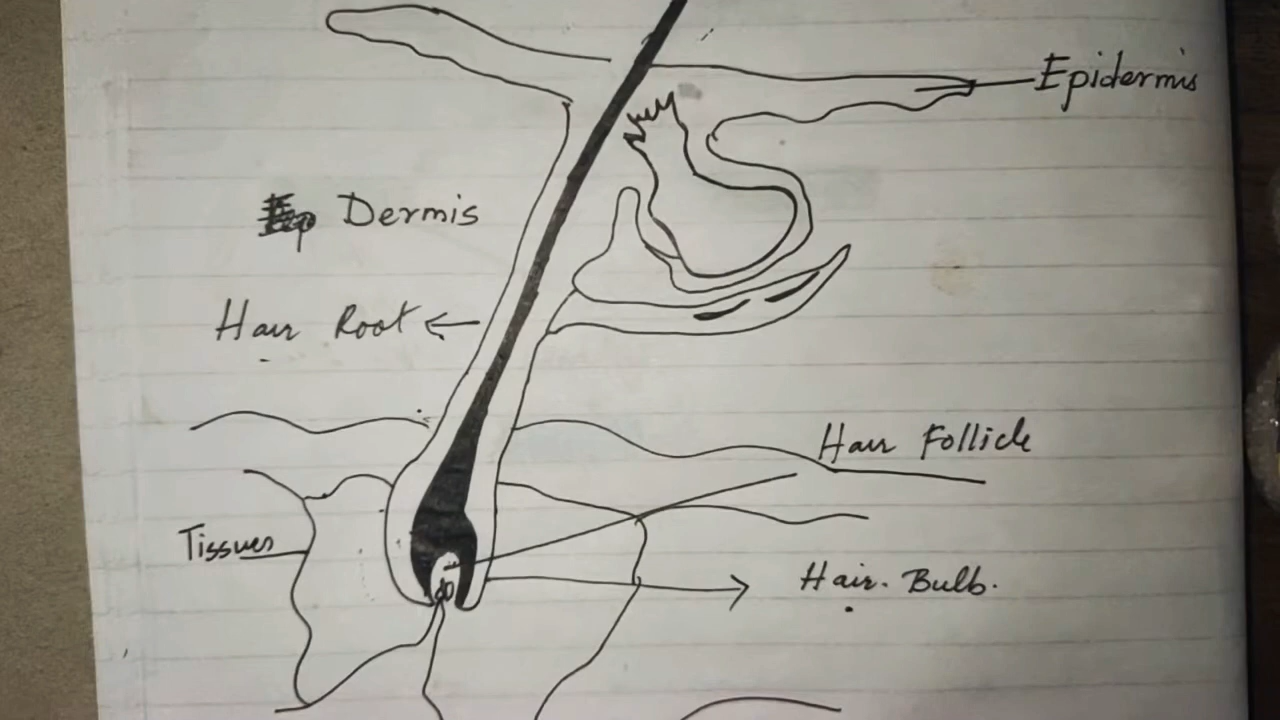 Epidermis
Dermis
Hair Root
Hair Follicle
Tissues
Hair. Bulb.